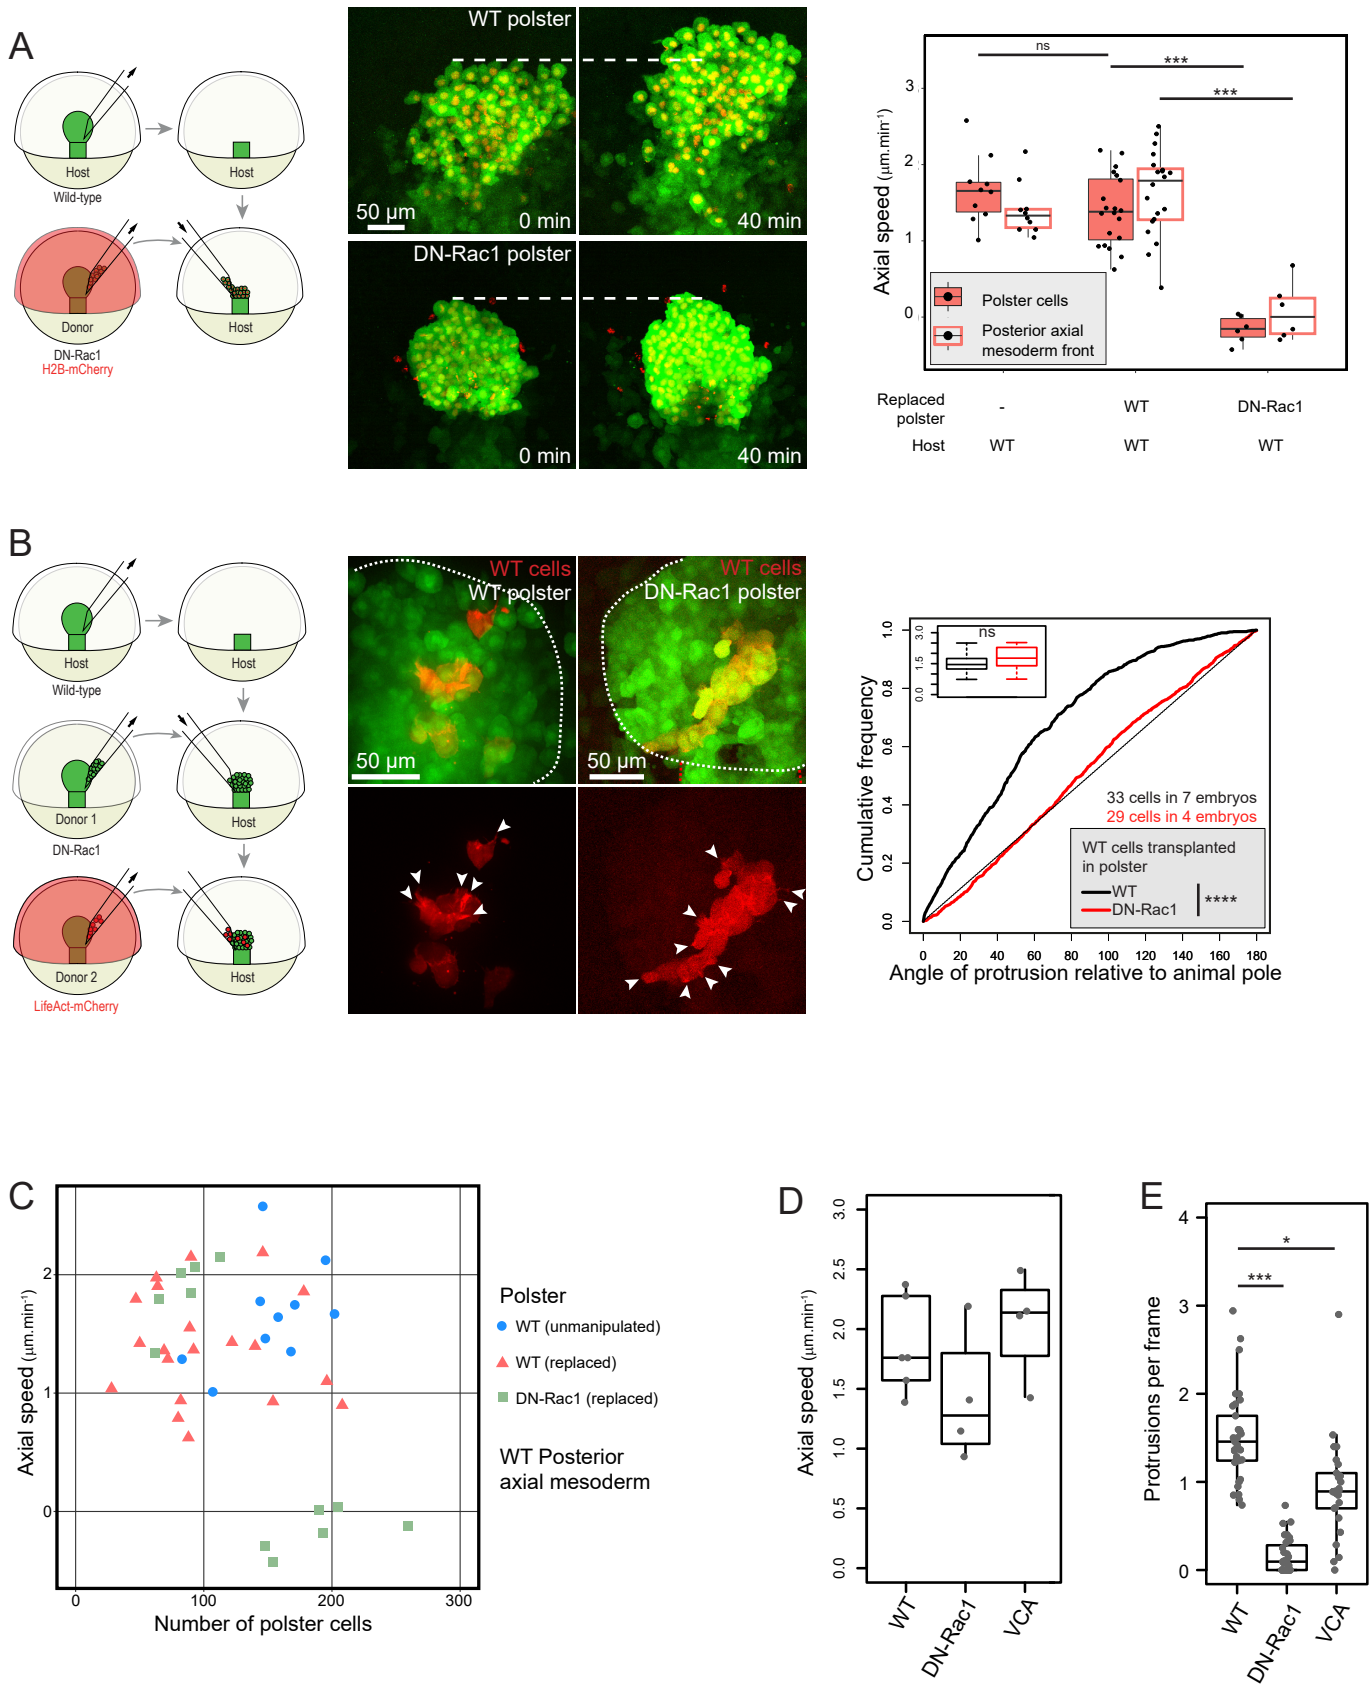 A
Host
Wild-type
Host
Donor
DN-Rac1
H2B-mCherry
Host
WT polster
50 µm
0 min
40 min
DN-Rac1 polster
0 min
40 min
ns
***
***
Axial speed (µm.min⁻¹)
3
2
1
0
Polster cells
Posterior axial
mesoderm front
Replaced
polster
-
WT
DN-Rac1
Host
WT
WT
WT
B
Host
Wild-type
Host
Donor 1
DN-Rac1
Host
Donor 2
LifeAct-mCherry
Host
WT cells
WT polster
50 µm
WT cells
DN-Rac1 polster
50 µm
Cumulative frequency
1.0
0.8
0.6
0.4
0.2
0.0
3.0
1.5
0.0
ns
33 cells in 7 embryos
29 cells in 4 embryos
WT cells transplanted
in polster
WT
DN-Rac1
****
0 20 40 60 80 100 120 140 160 180
Angle of protrusion relative to animal pole
C
Axial speed (µm.min⁻¹)
2
1
0
0 100 200 300
Number of polster cells
Polster
WT (unmanipulated)
WT (replaced)
DN-Rac1 (replaced)
WT Posterior
axial mesoderm
D
Axial speed (µm.min⁻¹)
3.0
2.5
2.0
1.5
1.0
0.5
0.0
WT
DN-Rac1
VCA
E
Protrusions per frame
4
3
2
1
0
*
***
WT
DN-Rac1
VCA